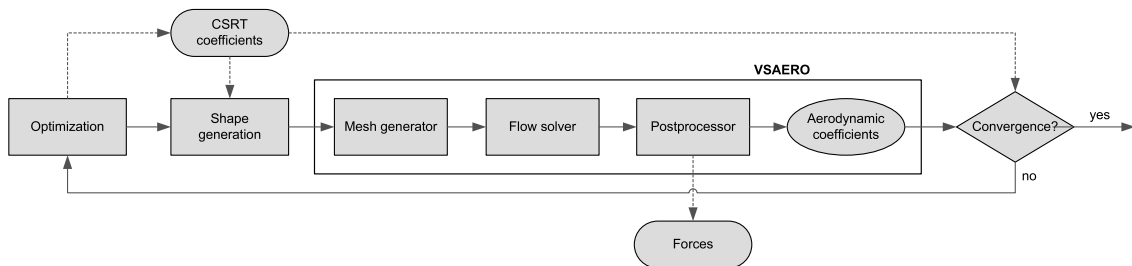 CSRT
coefficients
VSAERO
Optimization
Shape
generation
Mesh generator
Flow solver
Postprocessor
Aerodynamic
coefficients
Convergence?
yes
no
Forces